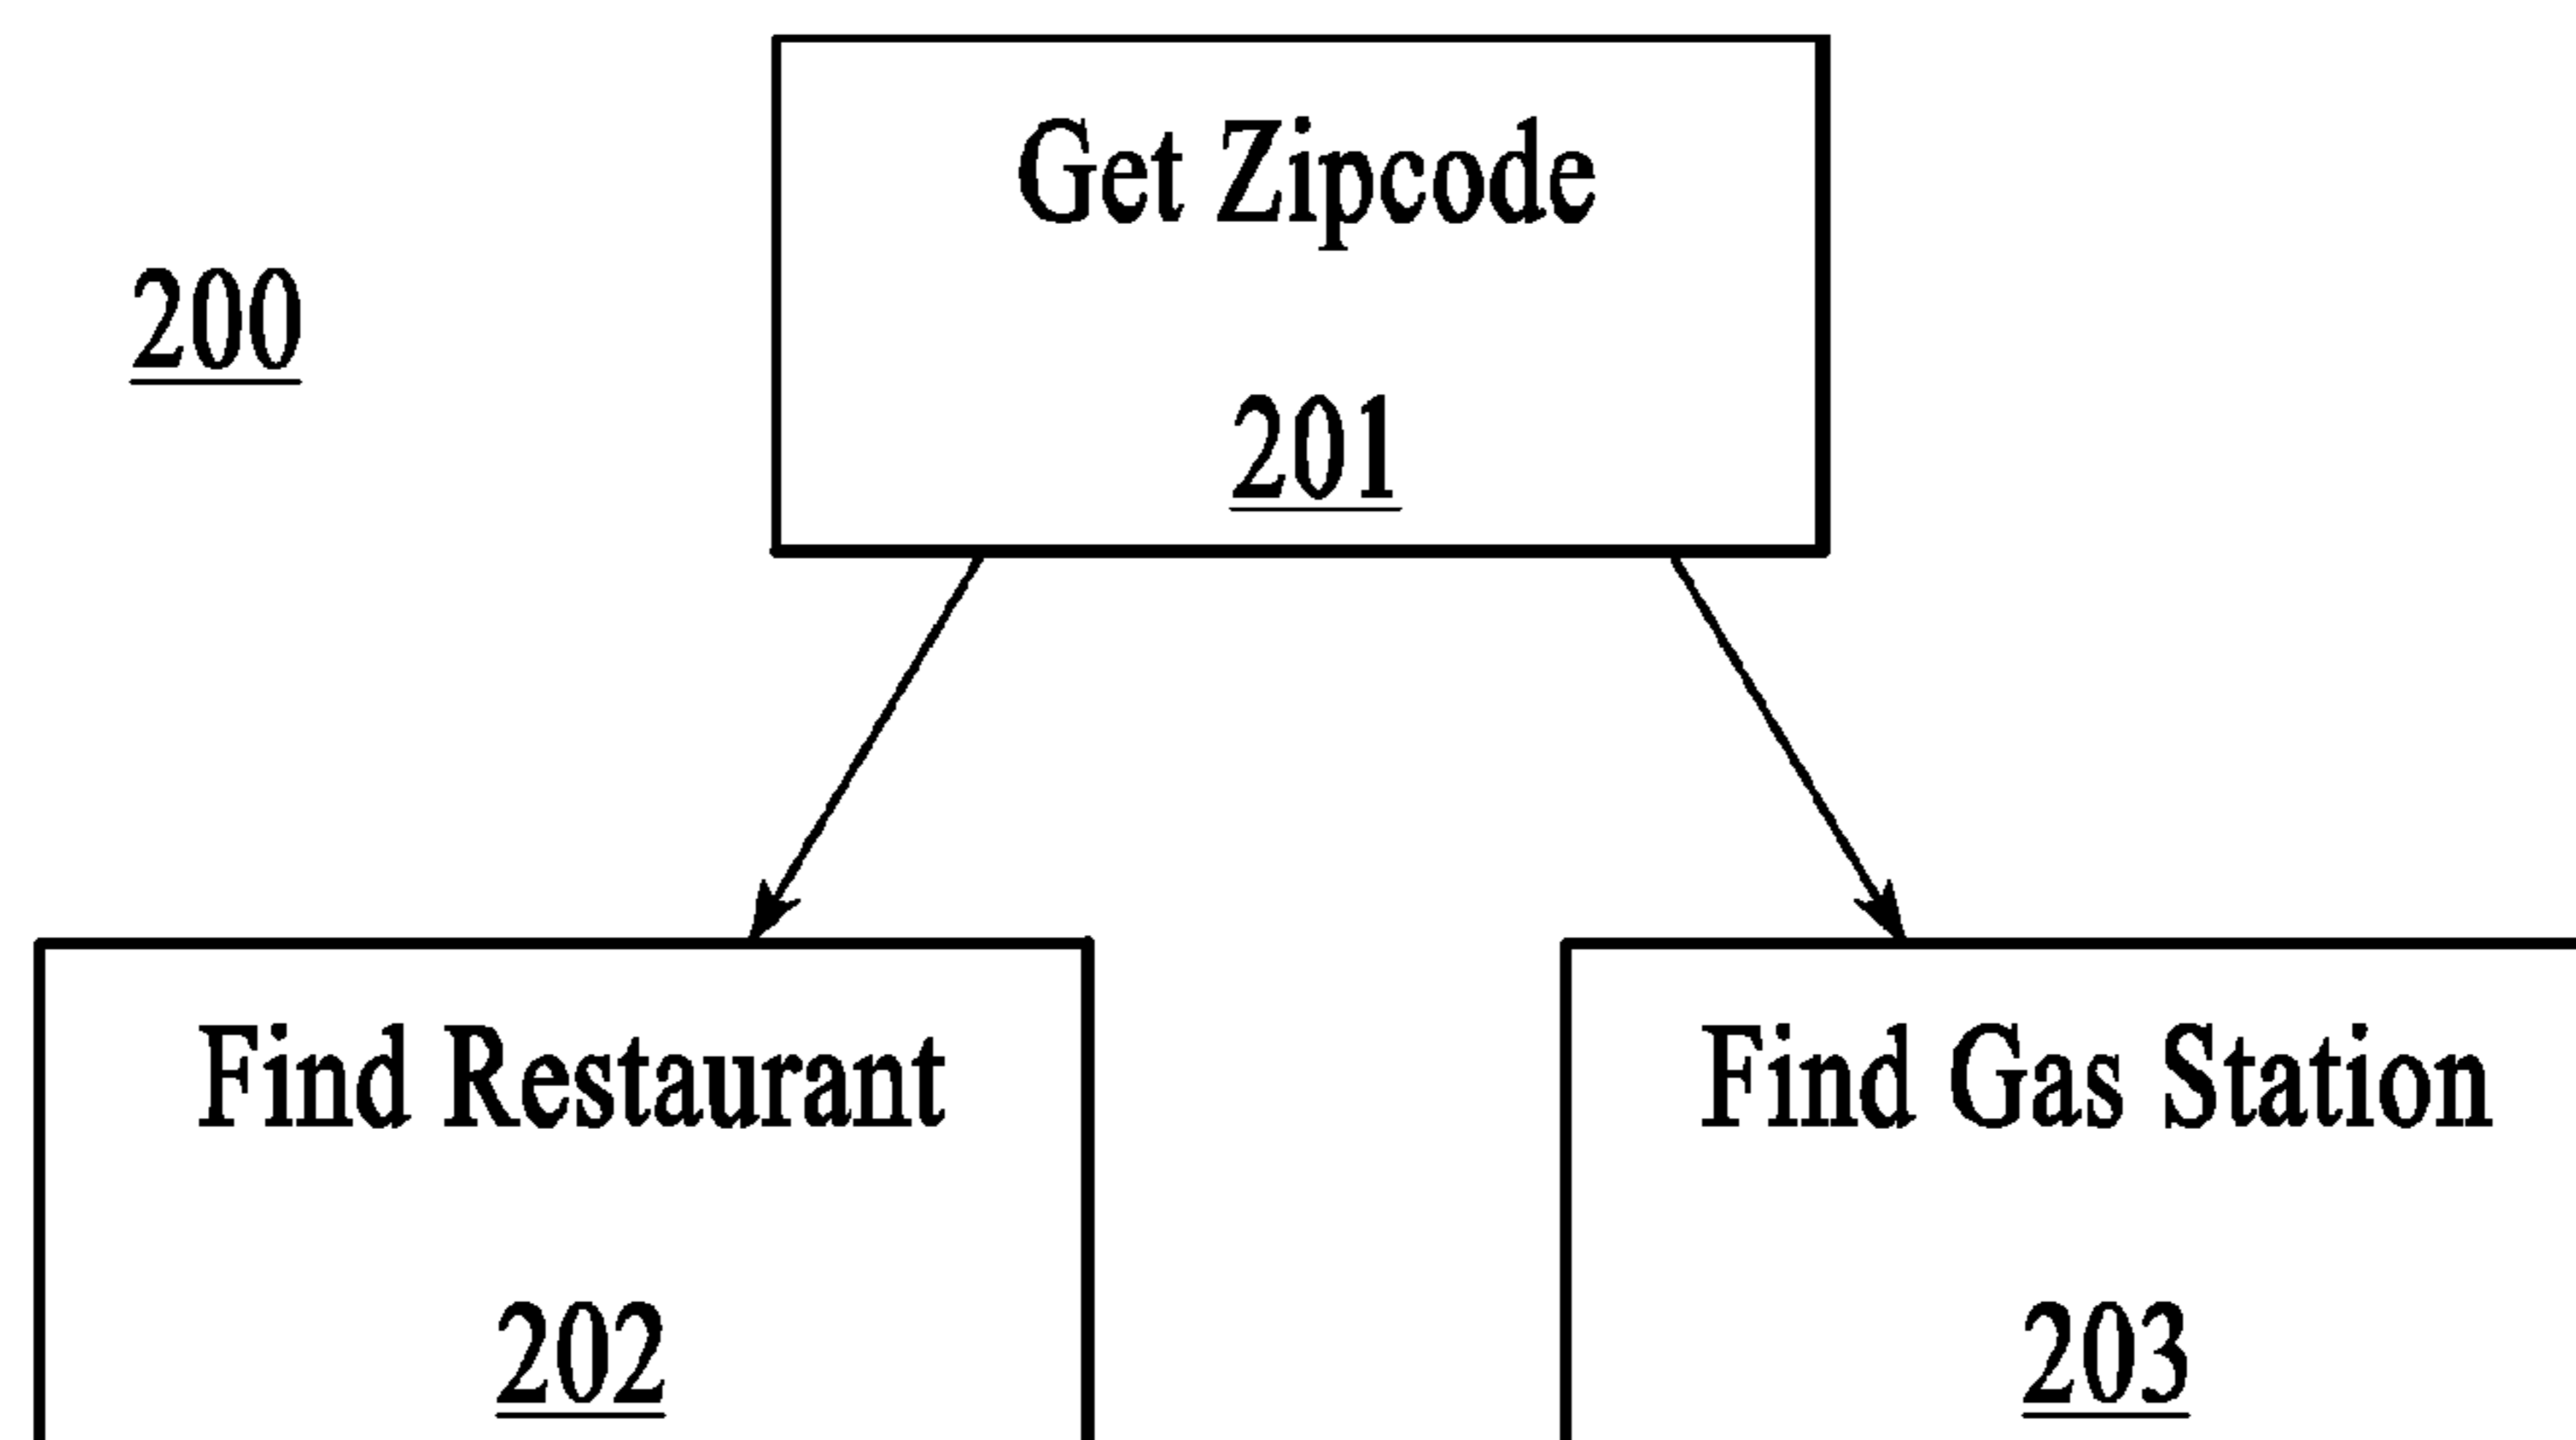 Get Zipcode
200
201
Find Restaurant
202
Find Gas Station
203